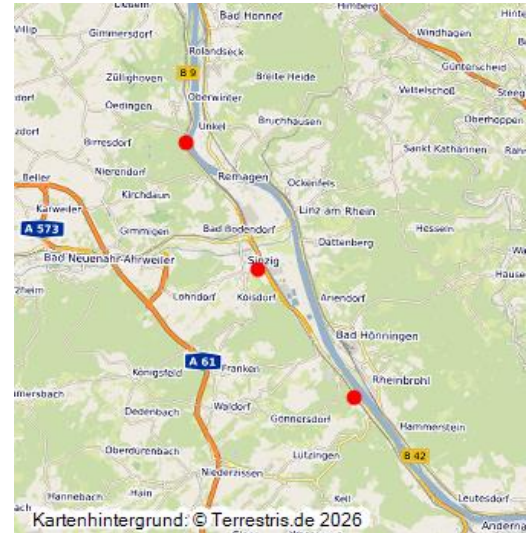 Bad Honnef
Himberg
Gimmersdorf
Windhagen
Rolandseck
Günterscheid
B 9
Züllighoven
Breite Heide
Oberwinter
Oedingen
Vettelschoß
Oberhoppen
Unkel
Bruchhausen
Birresdorf
Sankt Katharinen
Nierendorf
Beller
Remagen
Ockenfels
Karweiler
Kirchdaun
Linz am Rhein
A 573
Gimmigen
Bad Bodendorf
Dattenberg
Bad Neuenahr-Ahrweiler
Sinzig
Lohndorf
Koisdorf
Ariendorf
Bad Hönningen
A 61
Königsfeld
Franken
Rheinbrohl
Dedenbach
Waldorf
Gönnersdorf
Hammerstein
Oberdürenbach
Lützingen
B 42
Niederzissen
Hannebach
Hain
Kell
Leutesdorf
Kartenhintergrund: © Terrestris.de 2026